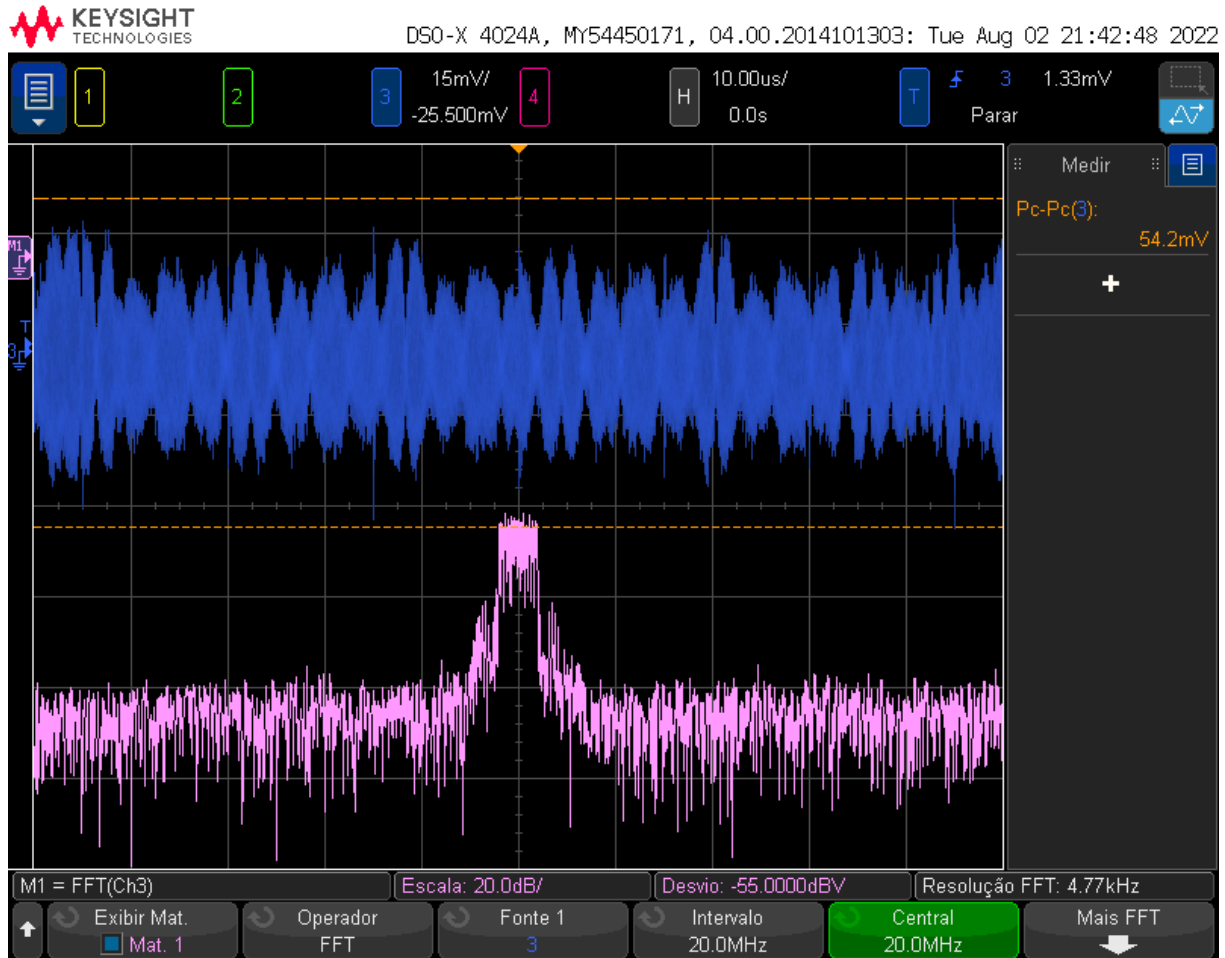 KEYSIGHT
TECHNOLOGIES
DSO-X 4024A, MY54450171, 04.00.2014101303: Tue Aug 02 21:42:48 2022
1
2
3
15mV/
-25.500mV
4
H
10.00us/
0.0s
T
3
1.33mV
Parar
Medir
Pc-Pc(3):
54.2mV
+
M1
T
3
M1 = FFT(Ch3)
Escala: 20.0dB/
Desvio: -55.0000dBV
Resolução FFT: 4.77kHz
Exibir Mat.
Mat. 1
Operador
FFT
Fonte 1
3
Intervalo
20.0MHz
Central
20.0MHz
Mais FFT